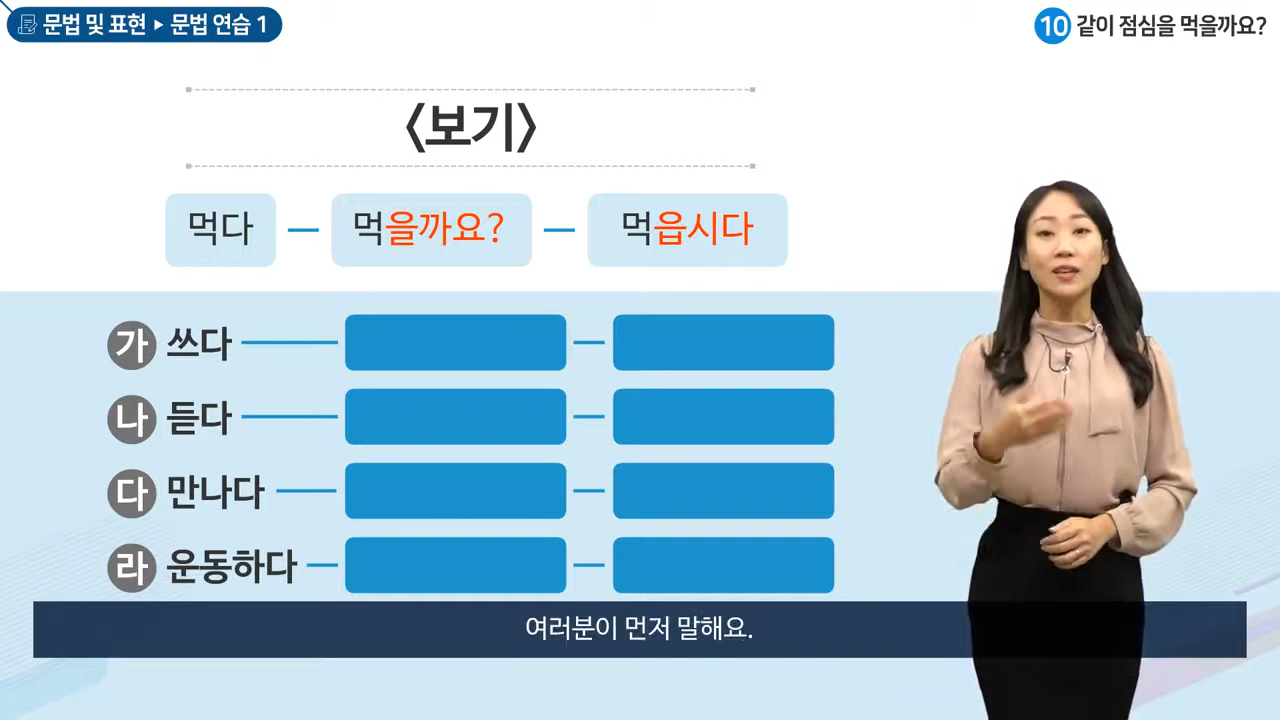 문법 및 표현 ▶ 문법 연습 1
10 같이 점심을 먹을까요?
〈보기〉
먹다 — 먹을까요? — 먹읍시다
가 쓰다
나 듣다
다 만나다
라 운동하다
여러분이 먼저 말해요.